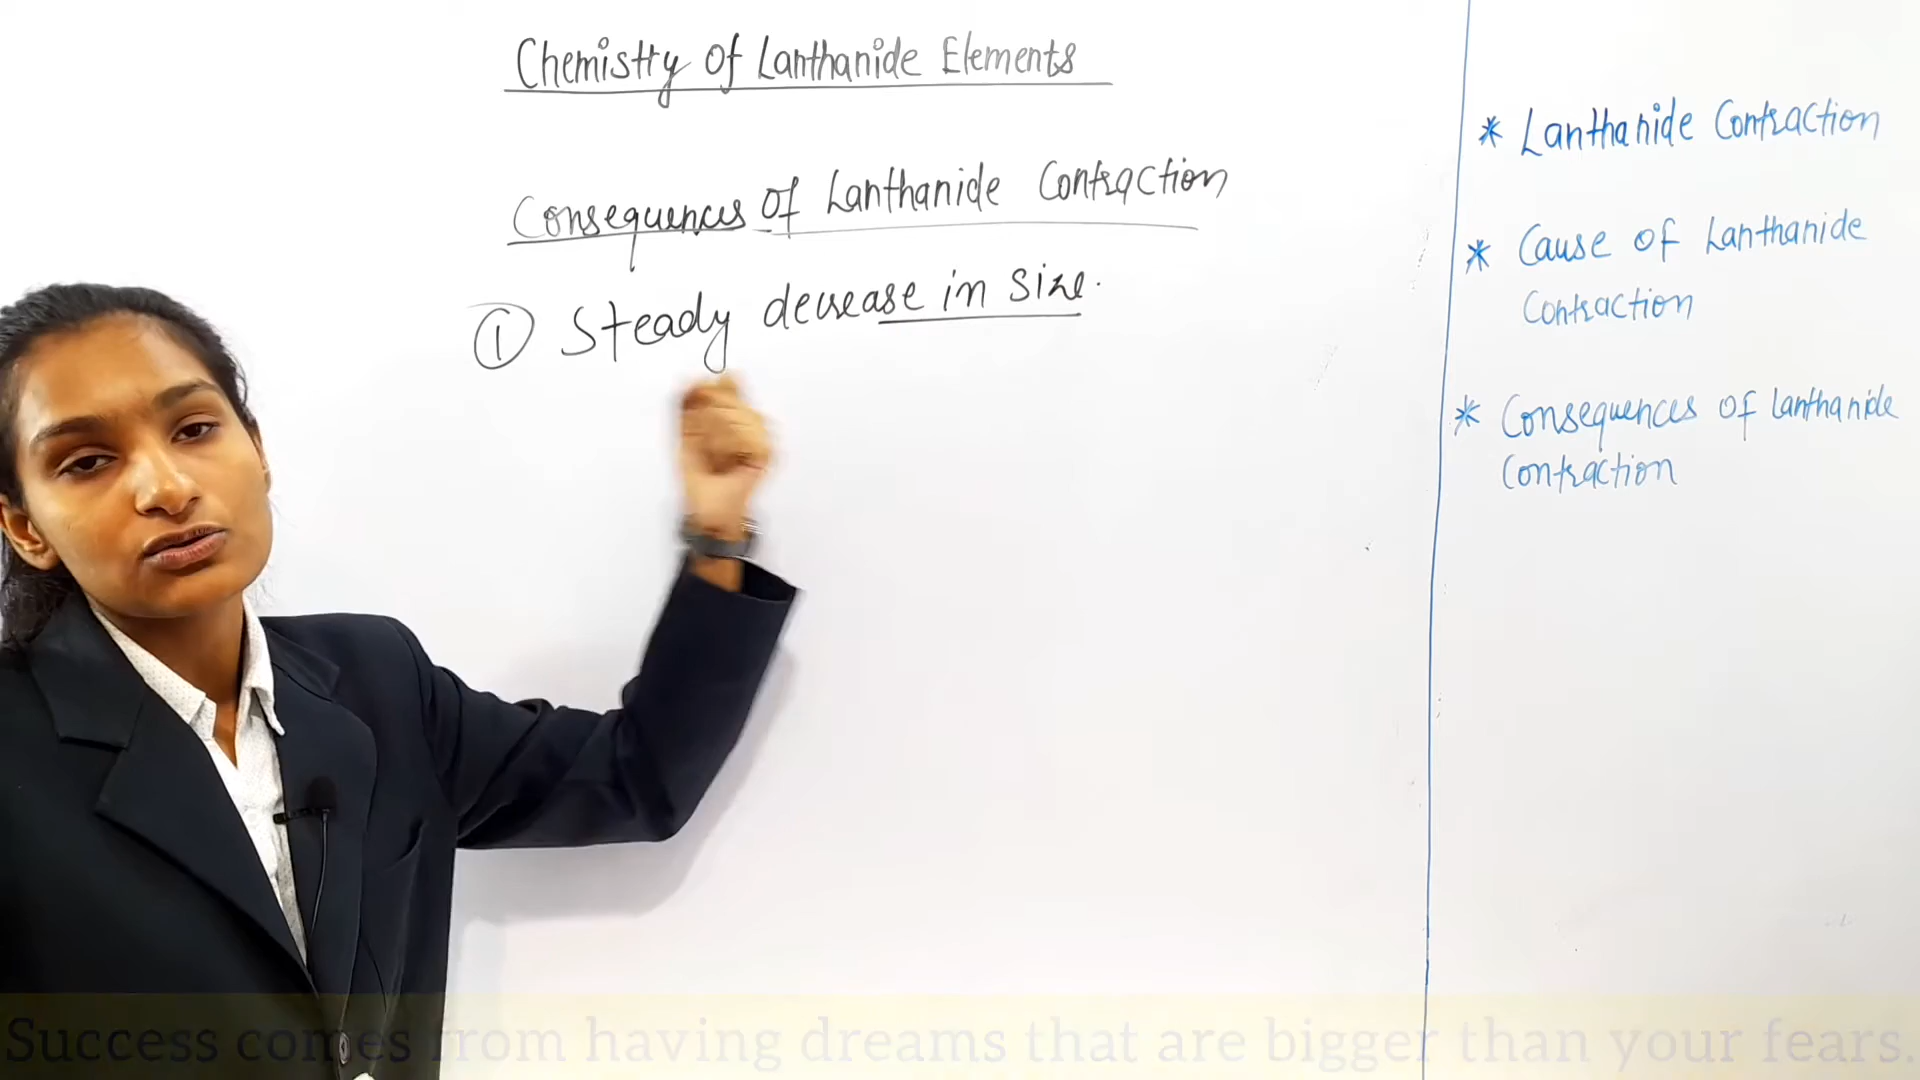 Chemistry Of Lanthanide Elements
Consequences Of Lanthanide Contraction
① Steady decrease in size.
* Lanthanide Contraction
* Cause of Lanthanide
Contraction
* Consequences of Lanthanide
Contraction
Success comes from having dreams that are bigger than your fears.